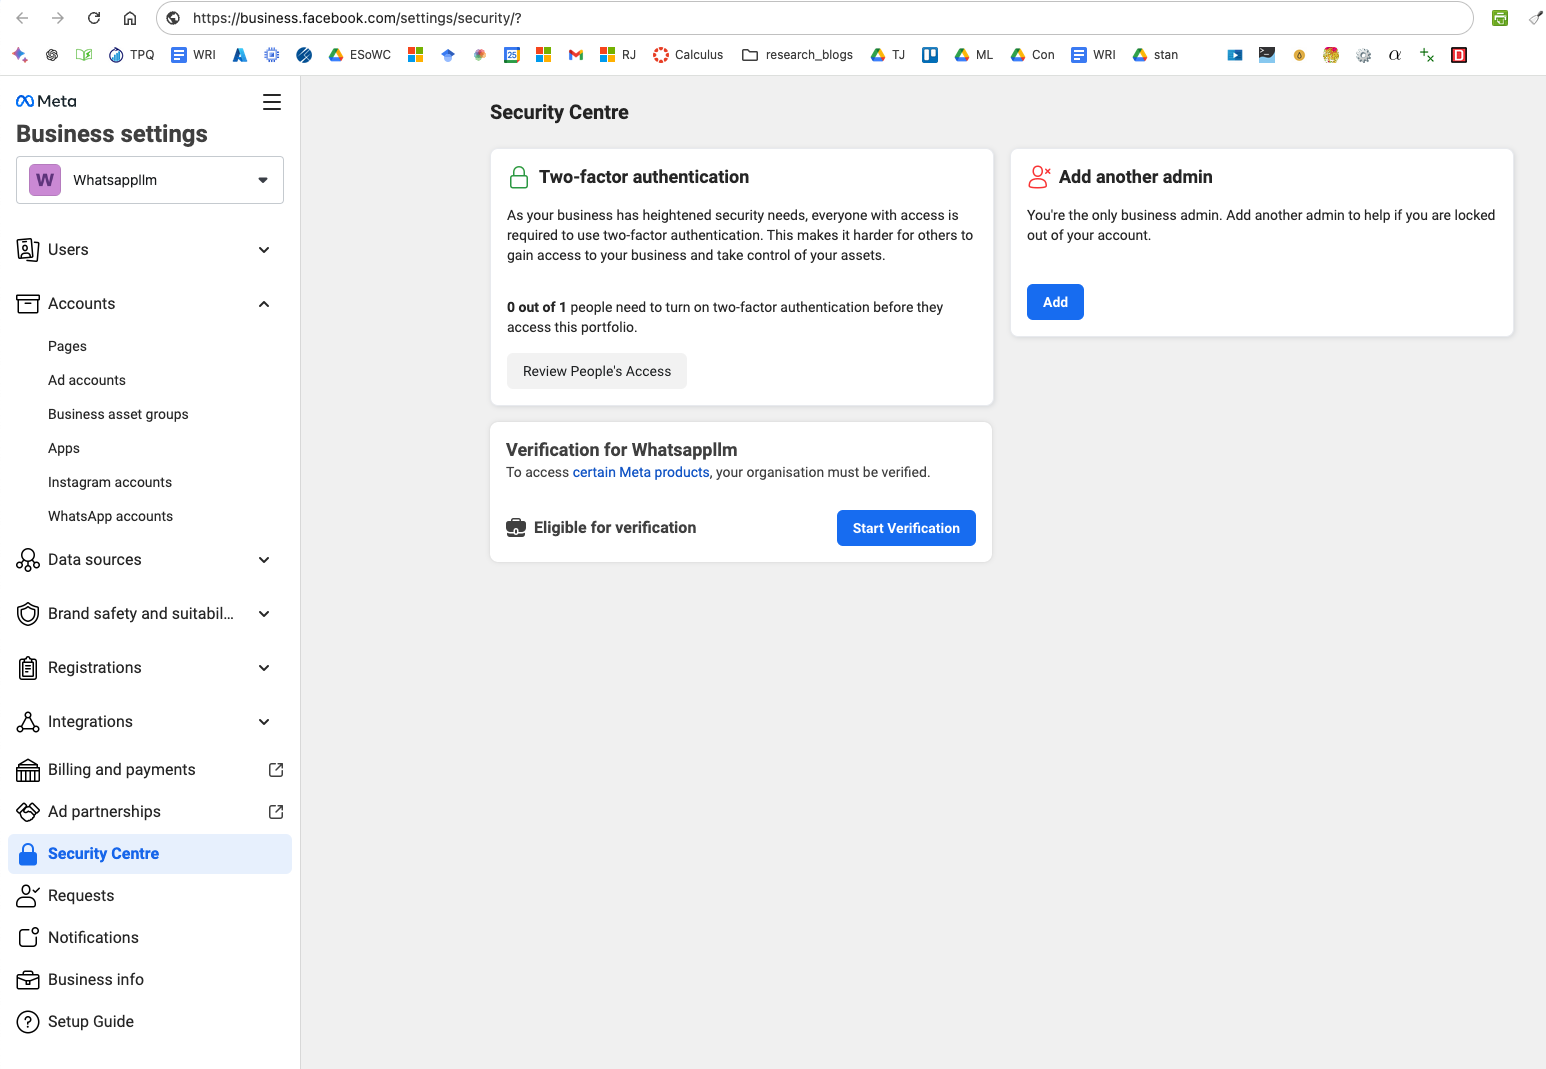 https://business.facebook.com/settings/security/?
TPQ WRI ESoWC 25 RJ Calculus research_blogs TJ ML Con WRI stan α D
Meta
Business settings
W Whatsappllm
Users
Accounts
Pages
Ad accounts
Business asset groups
Apps
Instagram accounts
WhatsApp accounts
Data sources
Brand safety and suitabil...
Registrations
Integrations
Billing and payments
Ad partnerships
Security Centre
Requests
Notifications
Business info
Setup Guide
Security Centre
Two-factor authentication
As your business has heightened security needs, everyone with access is
required to use two-factor authentication. This makes it harder for others to
gain access to your business and take control of your assets.
0 out of 1 people need to turn on two-factor authentication before they
access this portfolio.
Review People's Access
Add another admin
You're the only business admin. Add another admin to help if you are locked
out of your account.
Add
Verification for Whatsappllm
To access certain Meta products, your organisation must be verified.
Eligible for verification
Start Verification